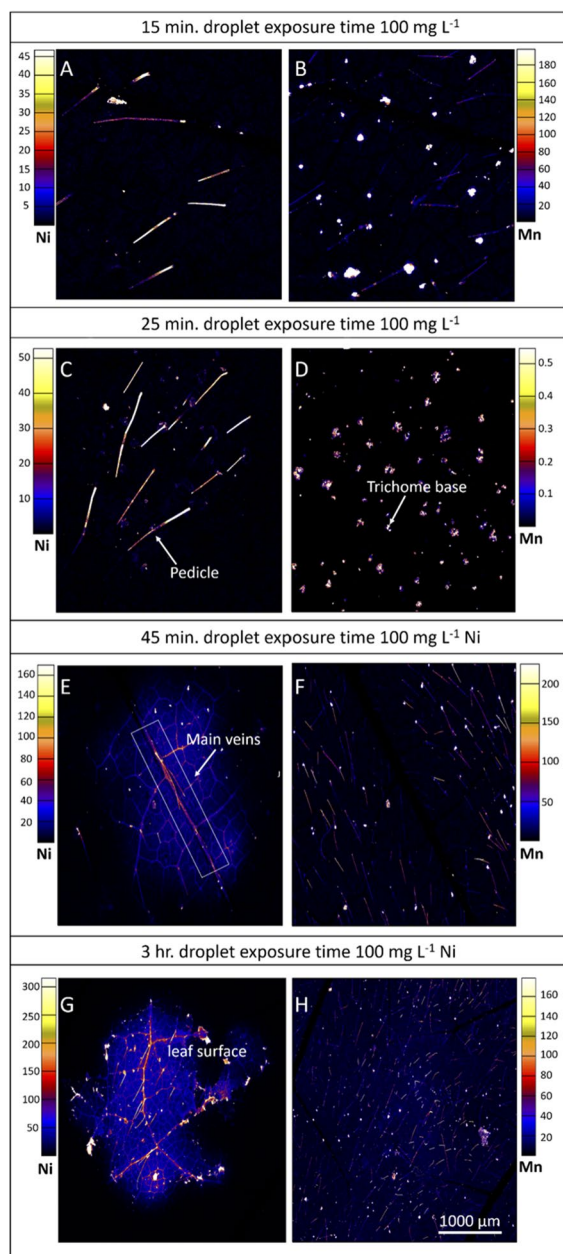 15 min. droplet exposure time 100 mg L⁻¹
A
B
45
40
35
30
25
20
15
10
5
Ni
180
160
140
120
100
80
60
40
20
Mn
25 min. droplet exposure time 100 mg L⁻¹
C
D
50
40
30
20
10
Ni
Pedicle
Trichome base
0.5
0.4
0.3
0.2
0.1
Mn
45 min. droplet exposure time 100 mg L⁻¹ Ni
E
F
160
140
120
100
80
60
40
20
Ni
Main veins
200
150
100
50
Mn
3 hr. droplet exposure time 100 mg L⁻¹ Ni
G
H
300
250
200
150
100
50
Ni
leaf surface
160
140
120
100
80
60
40
20
Mn
1000 µm